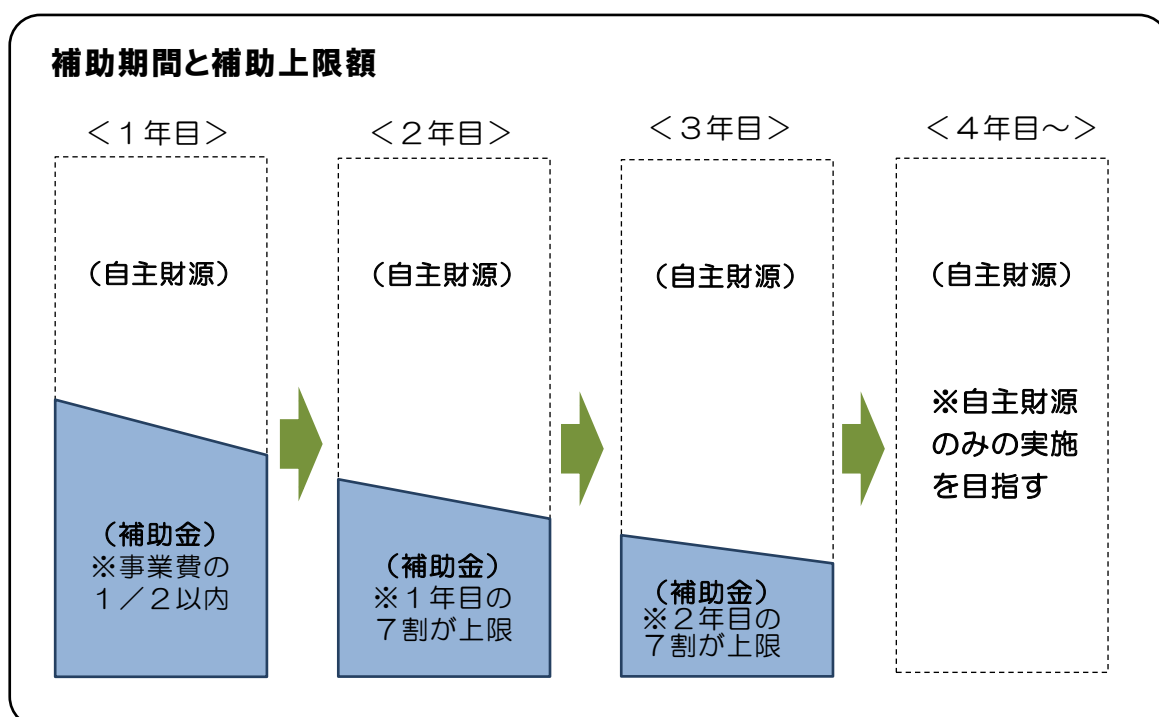 補助期間と補助上限額
＜１年目＞
＜２年目＞
＜３年目＞
＜４年目～＞
（自主財源）
（自主財源）
（自主財源）
（自主財源）
（補助金）
※事業費の
１／２以内
（補助金）
※１年目の
７割が上限
（補助金）
※２年目の
７割が上限
※自主財源
のみの実施
を目指す